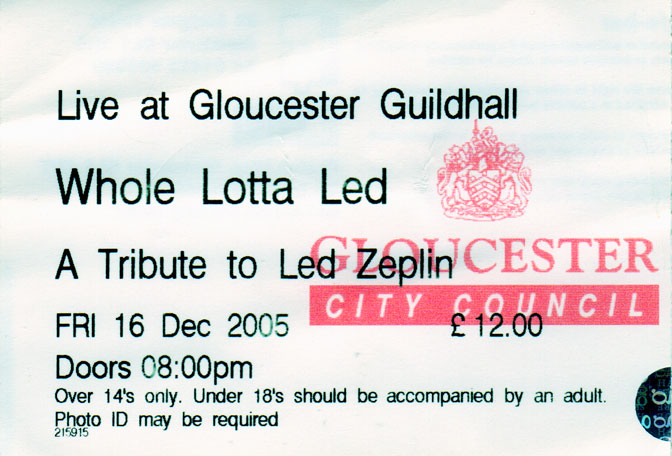 Live at Gloucester Guildhall
Whole Lotta Led
A Tribute to Led Zeplin
GLOUCESTER
CITY COUNCIL
FRI 16 Dec 2005 £12.00
Doors 08:00pm
Over 14's only. Under 18's should be accompanied by an adult.
Photo ID may be required
215915